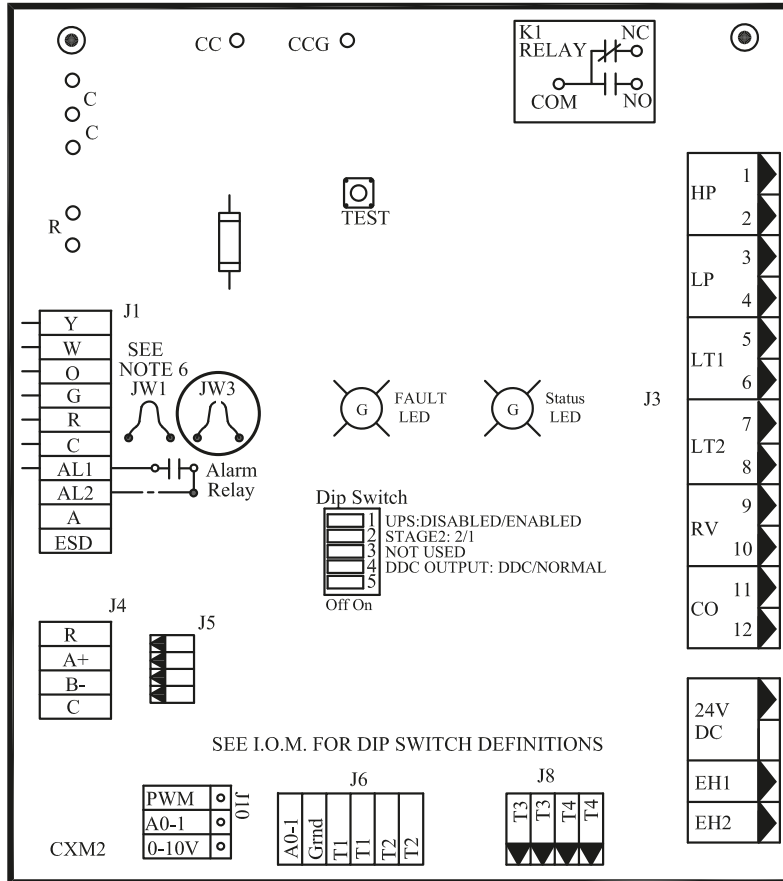 CC
CCG
K1 NC
RELAY
COM
NO
C
C
R
TEST
HP
1
2
LP
3
4
LT1
5
6
LT2
7
8
RV
9
10
CO
11
12
J3
J1
Y
W
O
G
R
C
AL1
AL2
A
ESD
SEE
NOTE 6
JW1
JW3
Alarm
Relay
G
FAULT
LED
G
Status
LED
Dip Switch
1 UPS:DISABLED/ENABLED
2 STAGE2: 2/1
3 NOT USED
4 DDC OUTPUT: DDC/NORMAL
5
Off On
J4
R
A+
B-
C
J5
24V
DC
EH1
EH2
SEE I.O.M. FOR DIP SWITCH DEFINITIONS
PWM
A0-1
0-10V
J10
J6
A0-1
Grnd
T1
T1
T2
T2
J8
T3
T3
T4
T4
CXM2